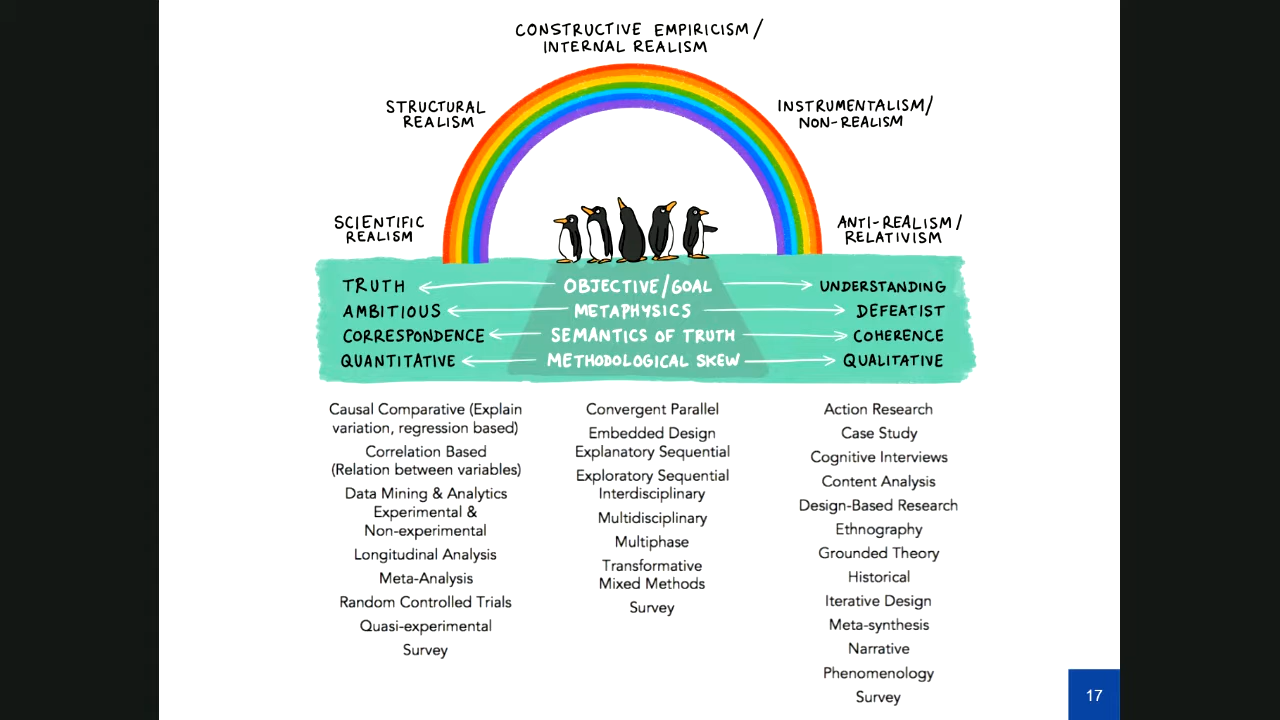 CONSTRUCTIVE EMPIRICISM/
INTERNAL REALISM
STRUCTURAL
REALISM
INSTRUMENTALISM/
NON-REALISM
SCIENTIFIC
REALISM
ANTI-REALISM/
RELATIVISM
TRUTH OBJECTIVE/GOAL UNDERSTANDING
AMBITIOUS METAPHYSICS DEFEATIST
CORRESPONDENCE SEMANTICS OF TRUTH COHERENCE
QUANTITATIVE METHODOLOGICAL SKEW QUALITATIVE
Causal Comparative (Explain
variation, regression based)
Correlation Based
(Relation between variables)
Data Mining & Analytics
Experimental &
Non-experimental
Longitudinal Analysis
Meta-Analysis
Random Controlled Trials
Quasi-experimental
Survey
Convergent Parallel
Embedded Design
Explanatory Sequential
Exploratory Sequential
Interdisciplinary
Multidisciplinary
Multiphase
Transformative
Mixed Methods
Survey
Action Research
Case Study
Cognitive Interviews
Content Analysis
Design-Based Research
Ethnography
Grounded Theory
Historical
Iterative Design
Meta-synthesis
Narrative
Phenomenology
Survey
17